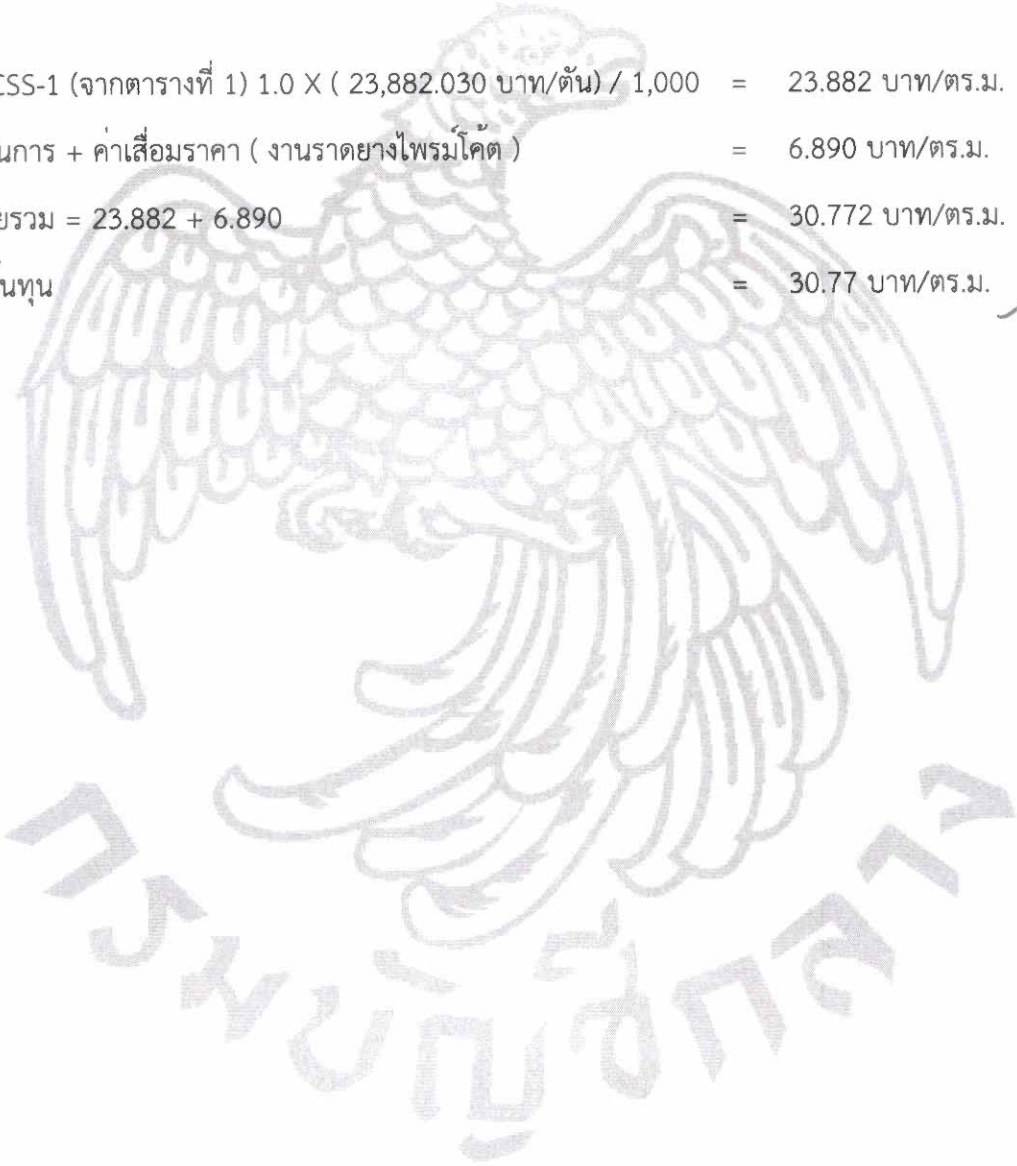 CSS-1 (จากตารางที่ 1) 1.0 X ( 23,882.030 บาท/ตัน) / 1,000 = 23.882 บาท/ตร.ม.
นการ + ค่าเสื่อมราคา ( งานราดยางไพรม์โค้ต ) = 6.890 บาท/ตร.ม.
ยรวม = 23.882 + 6.890 = 30.772 บาท/ตร.ม.
นทุน = 30.77 บาท/ตร.ม.
กรมบัญชีกลาง